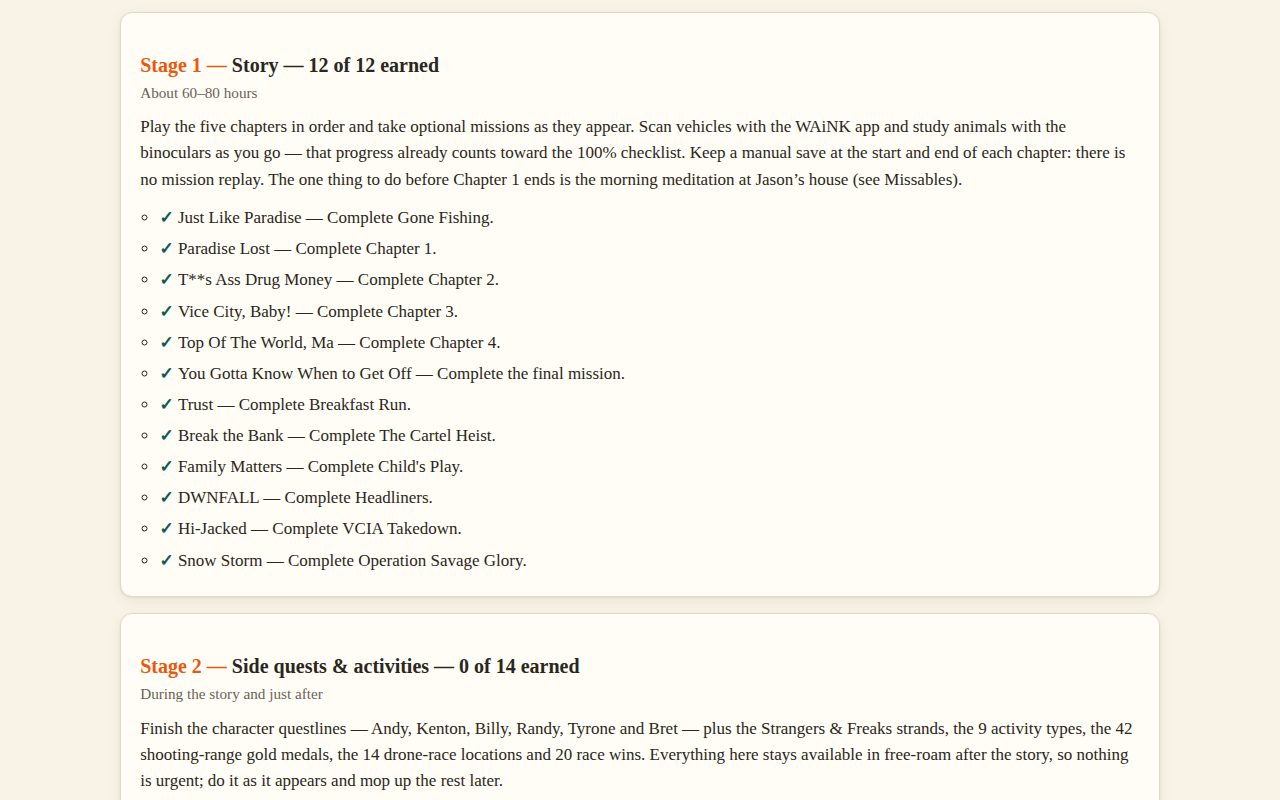 Stage 1 — Story — 12 of 12 earned
About 60–80 hours
Play the five chapters in order and take optional missions as they appear. Scan vehicles with the WAiNK app and study animals with the
binoculars as you go — that progress already counts toward the 100% checklist. Keep a manual save at the start and end of each chapter: there is
no mission replay. The one thing to do before Chapter 1 ends is the morning meditation at Jason’s house (see Missables).
✓ Just Like Paradise — Complete Gone Fishing.
✓ Paradise Lost — Complete Chapter 1.
✓ T**s Ass Drug Money — Complete Chapter 2.
✓ Vice City, Baby! — Complete Chapter 3.
✓ Top Of The World, Ma — Complete Chapter 4.
✓ You Gotta Know When to Get Off — Complete the final mission.
✓ Trust — Complete Breakfast Run.
✓ Break the Bank — Complete The Cartel Heist.
✓ Family Matters — Complete Child's Play.
✓ DWNFALL — Complete Headliners.
✓ Hi-Jacked — Complete VCIA Takedown.
✓ Snow Storm — Complete Operation Savage Glory.
Stage 2 — Side quests & activities — 0 of 14 earned
During the story and just after
Finish the character questlines — Andy, Kenton, Billy, Randy, Tyrone and Bret — plus the Strangers & Freaks strands, the 9 activity types, the 42
shooting-range gold medals, the 14 drone-race locations and 20 race wins. Everything here stays available in free-roam after the story, so nothing
is urgent; do it as it appears and mop up the rest later.